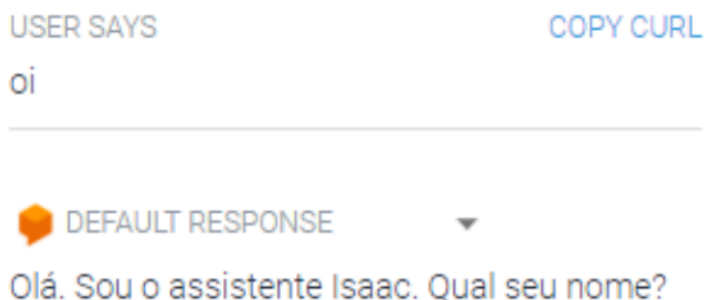 USER SAYS COPY CURL
oi
DEFAULT RESPONSE
Olá. Sou o assistente Isaac. Qual seu nome?